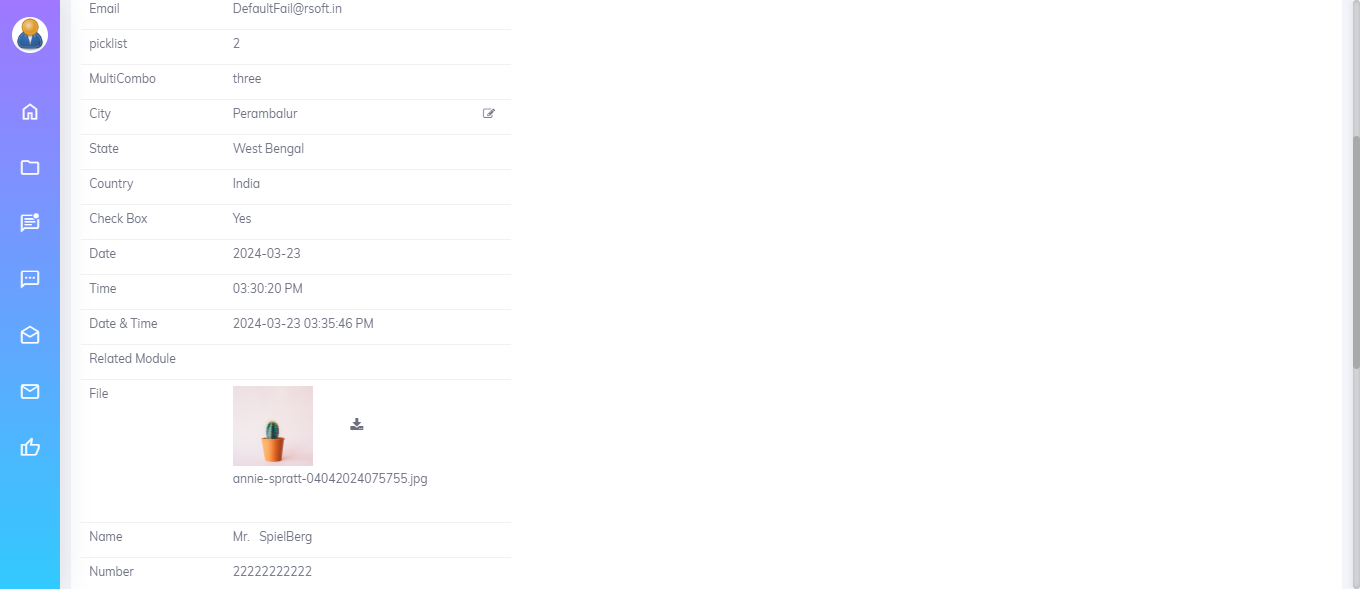 Email DefaultFail@rsoft.in
picklist 2
MultiCombo three
City Perambalur
State West Bengal
Country India
Check Box Yes
Date 2024-03-23
Time 03:30:20 PM
Date & Time 2024-03-23 03:35:46 PM
Related Module
File
annie-spratt-04042024075755.jpg
Name Mr. SpielBerg
Number 22222222222